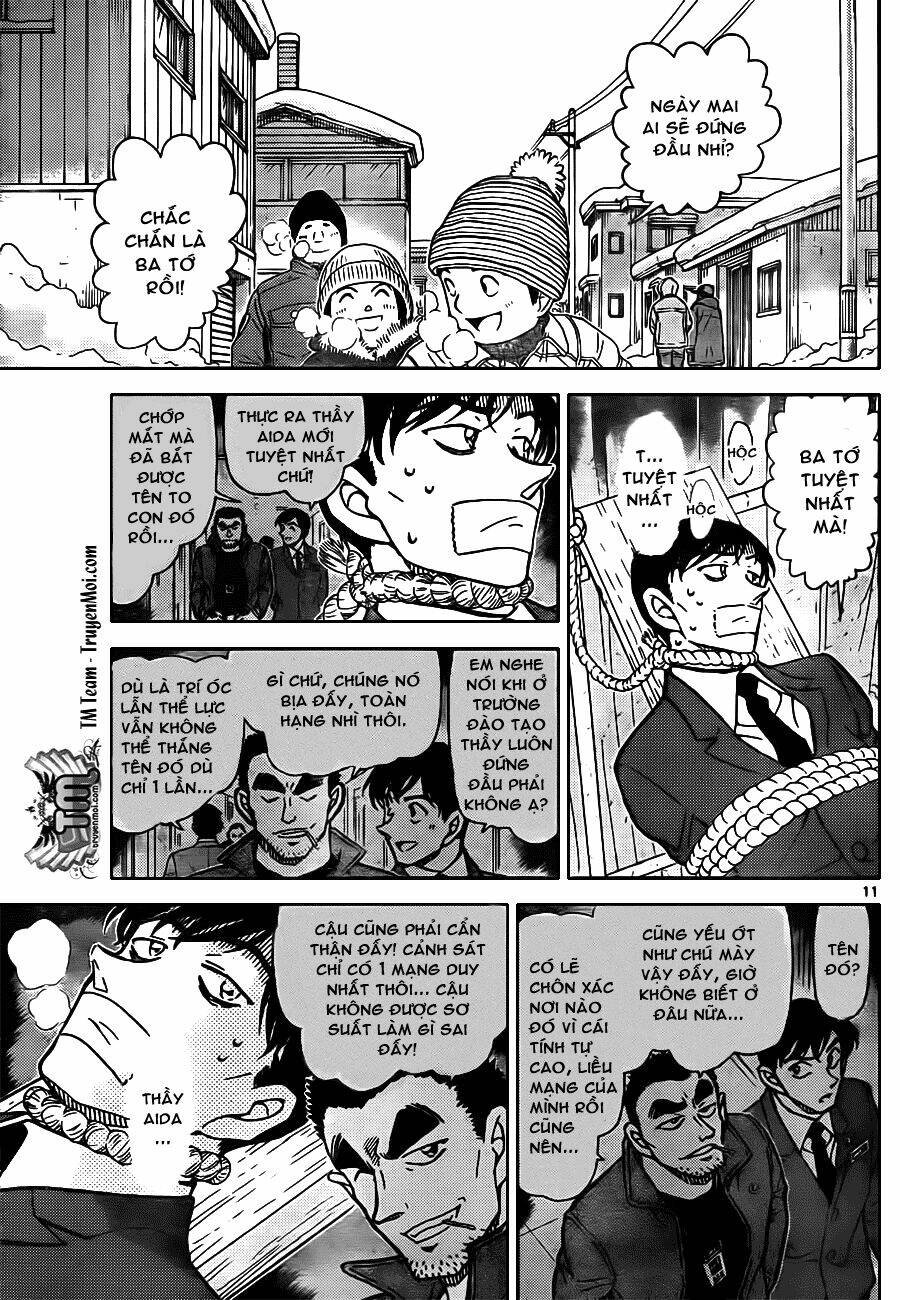 NGÀY MAI
AI SẼ ĐỨNG
ĐẦU NHỈ?
CHẮC
CHẮN LÀ
BA TỚ
RỒI!
BA TỚ
TUYỆT
NHẤT
MÀ!
HỘC
T...
TUYỆT
NHẤT
...
HỘC
THỰC RA THẦY
AIDA MỚI
TUYỆT NHẤT
CHỨ!
CHỚP
MẮT MÀ
ĐÃ BẮT
ĐƯỢC
TÊN TO
CON ĐÓ
RỒI...
EM NGHE
NÓI KHI Ở
TRƯỜNG
ĐÀO TẠO
THẦY LUÔN
ĐỨNG
ĐẦU PHẢI
KHÔNG Ạ?
GÌ CHỨ, CHÚNG NÓ
BỊA ĐẤY, TOÀN
HẠNG NHÌ THÔI.
DÙ LÀ TRÍ ÓC
LẪN THỂ LỰC
VẪN KHÔNG
THỂ THẮNG
TÊN ĐÓ DÙ
CHỈ 1 LẦN...
TM Team - TruyenMoi.com
TM
truyenmoi.com
11
TÊN
ĐÓ?
CŨNG YẾU ỚT
NHƯ CHÚ MÀY
VẬY ĐẤY, GIỜ
KHÔNG BIẾT Ở
ĐÂU NỮA...
CÓ LẼ
CHÔN XÁC
NƠI NÀO
ĐÓ VÌ CÁI
TÍNH TỰ
CAO, LIỀU
MẠNG CỦA
MÌNH RỒI
CŨNG
NÊN...
CẬU CŨNG PHẢI CẨN
THẬN ĐẤY! CẢNH SÁT
CHỈ CÓ 1 MẠNG DUY
NHẤT THÔI... CẬU
KHÔNG ĐƯỢC SƠ
SUẤT LÀM GÌ SAI
ĐẤY!
THẦY
AIDA
...